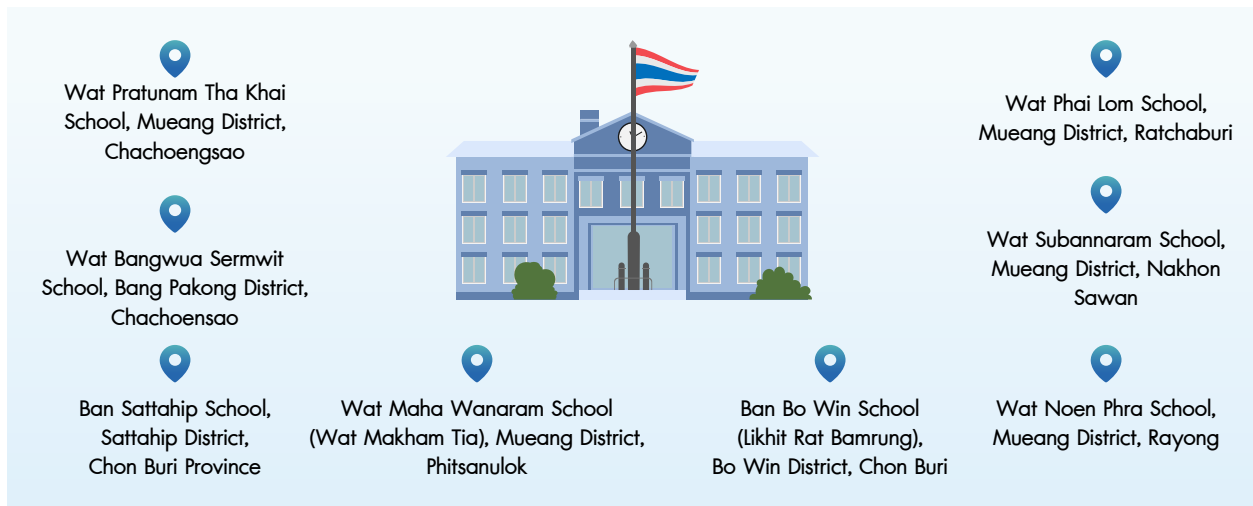 Wat Pratunam Tha Khai
School, Mueang District,
Chachoengsao
Wat Bangwua Sermwit
School, Bang Pakong District,
Chachoensao
Ban Sattahip School,
Sattahip District,
Chon Buri Province
Wat Maha Wanaram School
(Wat Makham Tia), Mueang District,
Phitsanulok
Ban Bo Win School
(Likhit Rat Bamrung),
Bo Win District, Chon Buri
Wat Phai Lom School,
Mueang District, Ratchaburi
Wat Subannaram School,
Mueang District, Nakhon
Sawan
Wat Noen Phra School,
Mueang District, Rayong